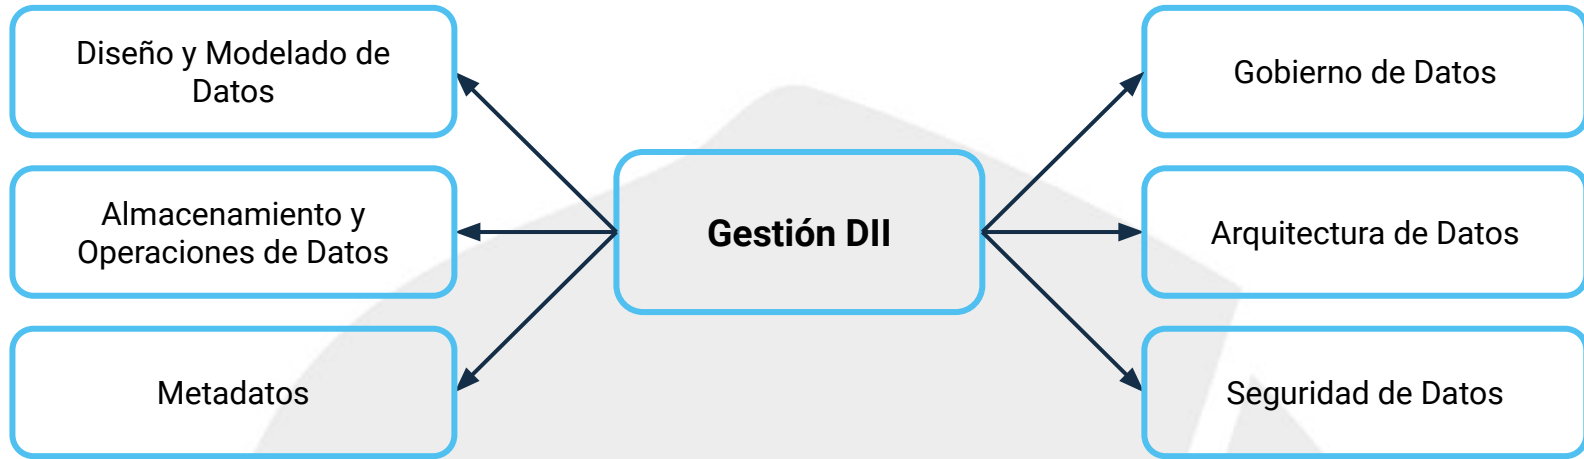 Diseño y Modelado de
Datos
Almacenamiento y
Operaciones de Datos
Metadatos
Gestión DII
Gobierno de Datos
Arquitectura de Datos
Seguridad de Datos